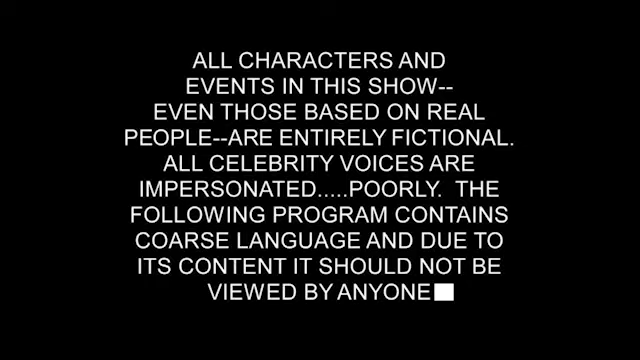 ALL CHARACTERS AND
EVENTS IN THIS SHOW--
EVEN THOSE BASED ON REAL
PEOPLE--ARE ENTIRELY FICTIONAL.
ALL CELEBRITY VOICES ARE
IMPERSONATED.....POORLY. THE
FOLLOWING PROGRAM CONTAINS
COARSE LANGUAGE AND DUE TO
ITS CONTENT IT SHOULD NOT BE
VIEWED BY ANYONE